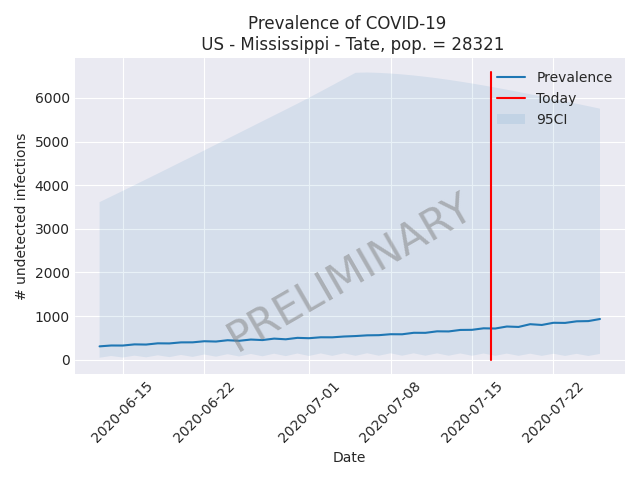 Prevalence of COVID-19
US - Mississippi - Tate, pop. = 28321
Prevalence
Today
95CI
# undetected infections
6000
5000
4000
3000
2000
1000
0
PRELIMINARY
2020-06-15
2020-06-22
2020-07-01
2020-07-08
2020-07-15
2020-07-22
Date